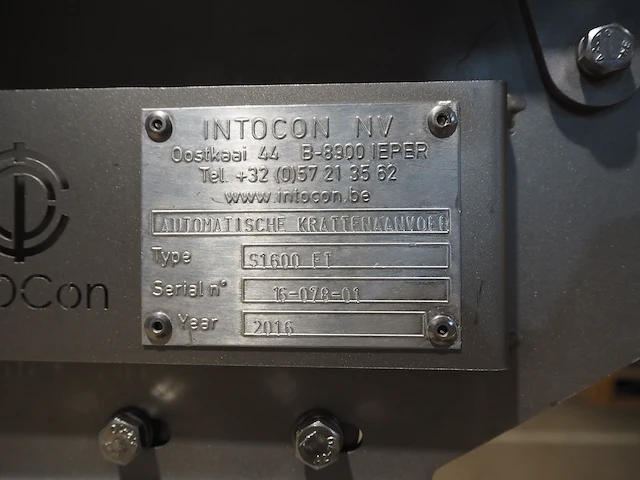 INTOCON NV
Oostkaai 44 B-8900 IEPER
Tel. +32 (0)57 21 35 62
www.intocon.be
AUTOMATISCHE KRATTENAANVOER
Type S1600 ET
Serial n° 16-078-01
Year 2016
OCon